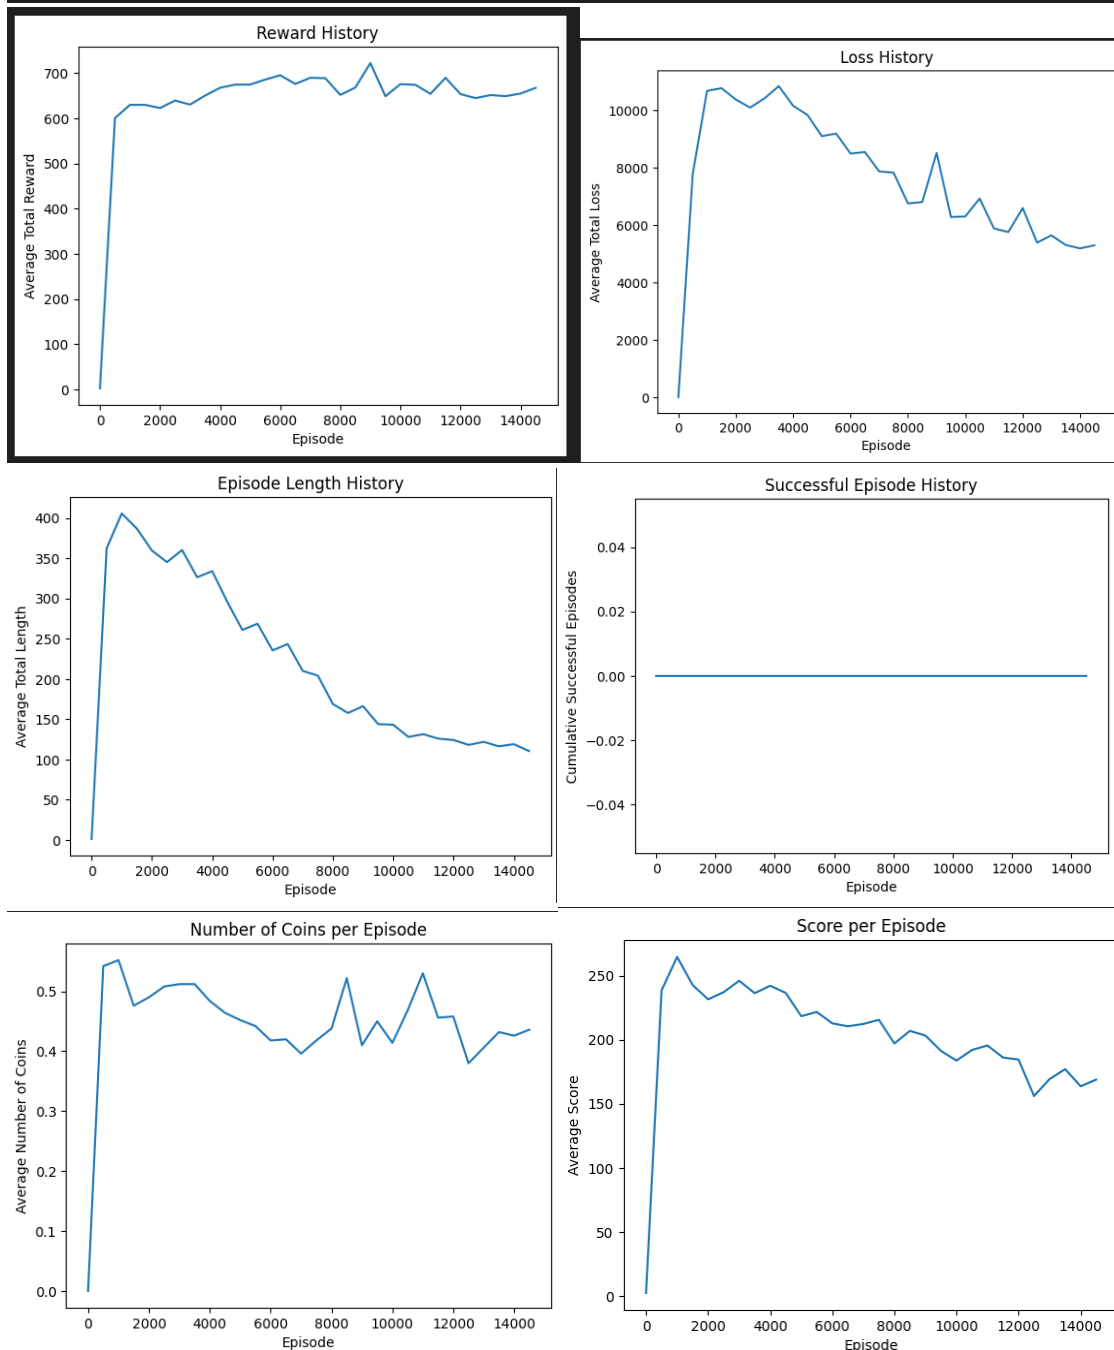 Reward History
700
600
500
400
300
200
100
0
Average Total Reward
0 2000 4000 6000 8000 10000 12000 14000
Episode
Loss History
10000
8000
6000
4000
2000
0
Average Total Loss
0 2000 4000 6000 8000 10000 12000 14000
Episode
Episode Length History
400
350
300
250
200
150
100
50
0
Average Total Length
0 2000 4000 6000 8000 10000 12000 14000
Episode
Successful Episode History
0.04
0.02
0.00
−0.02
−0.04
Cumulative Successful Episodes
0 2000 4000 6000 8000 10000 12000 14000
Episode
Number of Coins per Episode
0.5
0.4
0.3
0.2
0.1
0.0
Average Number of Coins
0 2000 4000 6000 8000 10000 12000 14000
Episode
Score per Episode
250
200
150
100
50
0
Average Score
0 2000 4000 6000 8000 10000 12000 14000
Episode